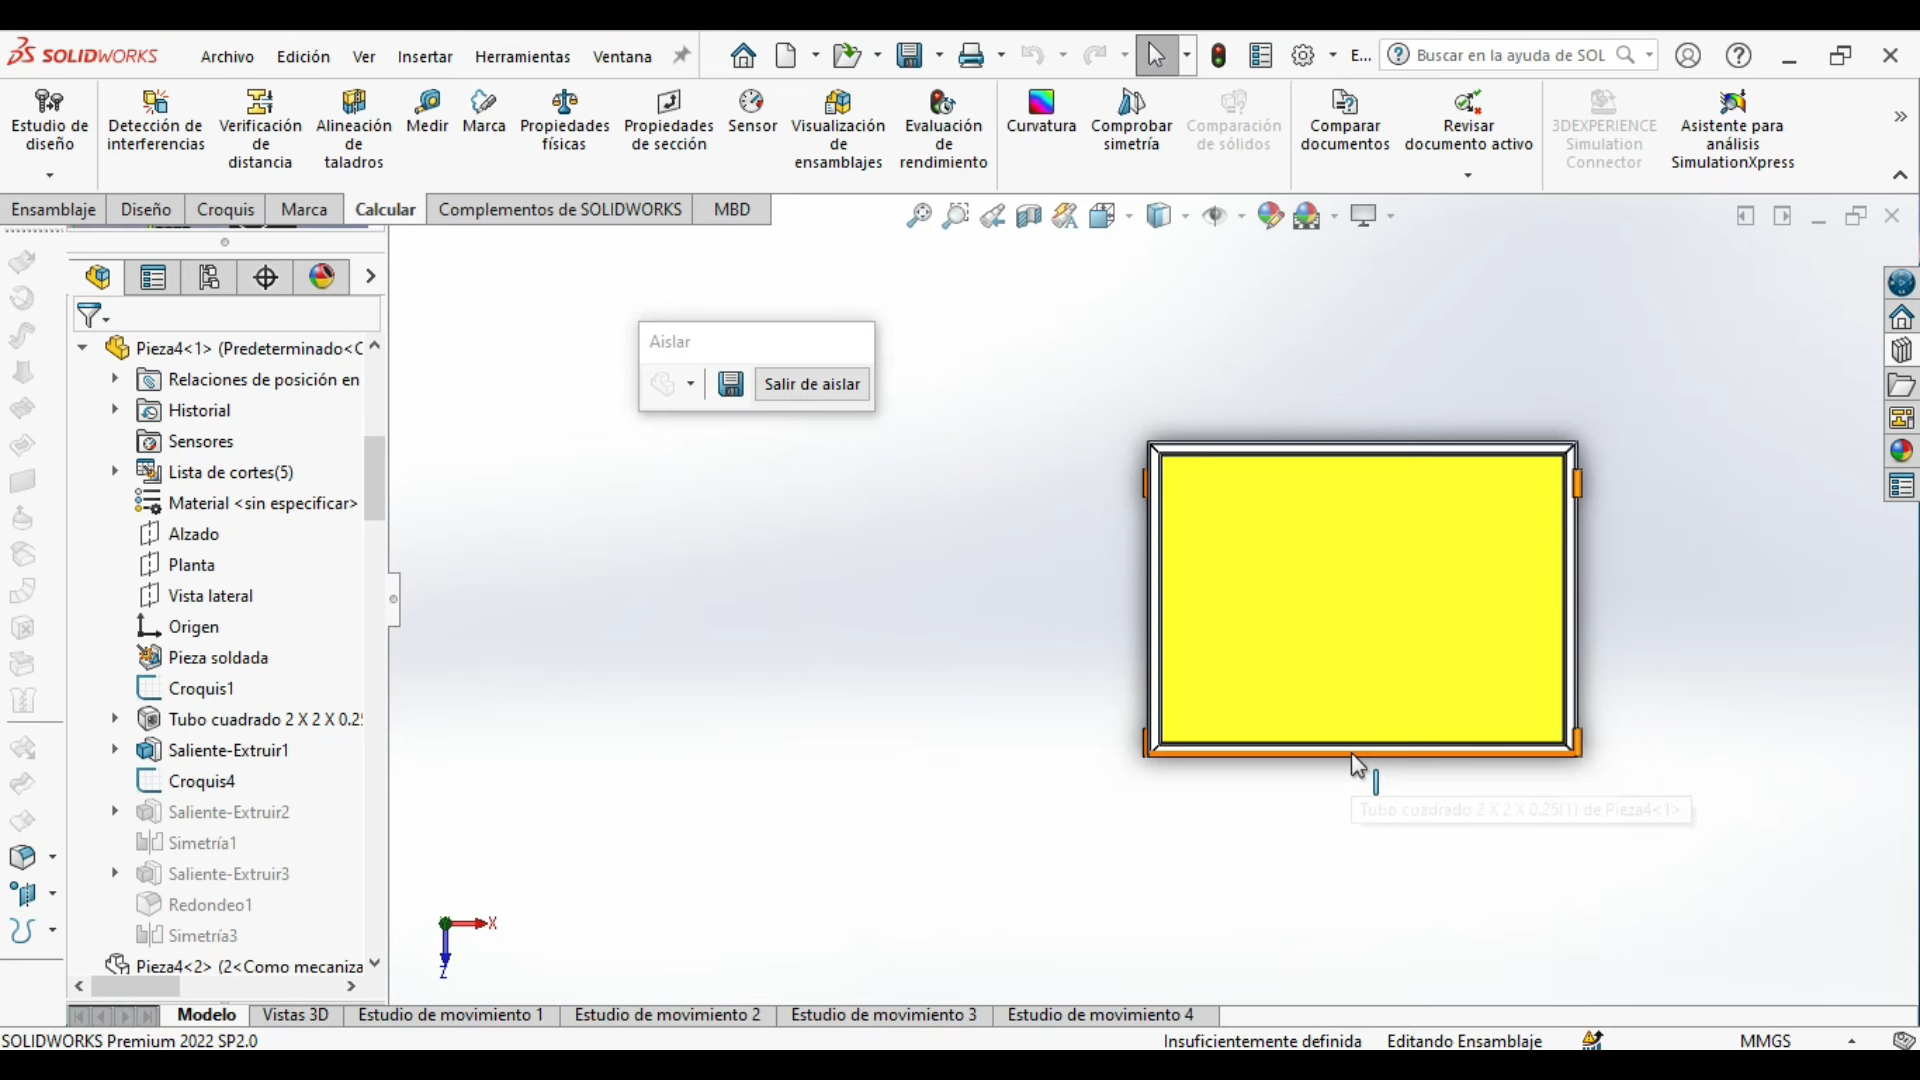 SOLIDWORKS
Archivo Edición Ver Insertar Herramientas Ventana
E...
Buscar en la ayuda de SOL
Estudio de
diseño
Detección de
interferencias
Verificación
de
distancia
Alineación
de
taladros
Medir
Marca
Propiedades
físicas
Propiedades
de sección
Sensor
Visualización
de
ensamblajes
Evaluación
de
rendimiento
Curvatura
Comprobar
simetría
Comparación
de sólidos
Comparar
documentos
Revisar
documento activo
3DEXPERIENCE
Simulation
Connector
Asistente para
análisis
SimulationXpress
Ensamblaje Diseño Croquis Marca Calcular Complementos de SOLIDWORKS MBD
Pieza4<1> (Predeterminado<C
Relaciones de posición en
Historial
Sensores
Lista de cortes(5)
Material <sin especificar>
Alzado
Planta
Vista lateral
Origen
Pieza soldada
Croquis1
Tubo cuadrado 2 X 2 X 0.25
Saliente-Extruir1
Croquis4
Saliente-Extruir2
Simetría1
Saliente-Extruir3
Redondeo1
Simetría3
Pieza4<2> (2<Como mecaniza
Aislar
Salir de aislar
Tubo cuadrado 2 X 2 X 0.25(1) de Pieza4<1>
X
Z
Modelo Vistas 3D Estudio de movimiento 1 Estudio de movimiento 2 Estudio de movimiento 3 Estudio de movimiento 4
SOLIDWORKS Premium 2022 SP2.0
Insuficientemente definida Editando Ensamblaje MMGS